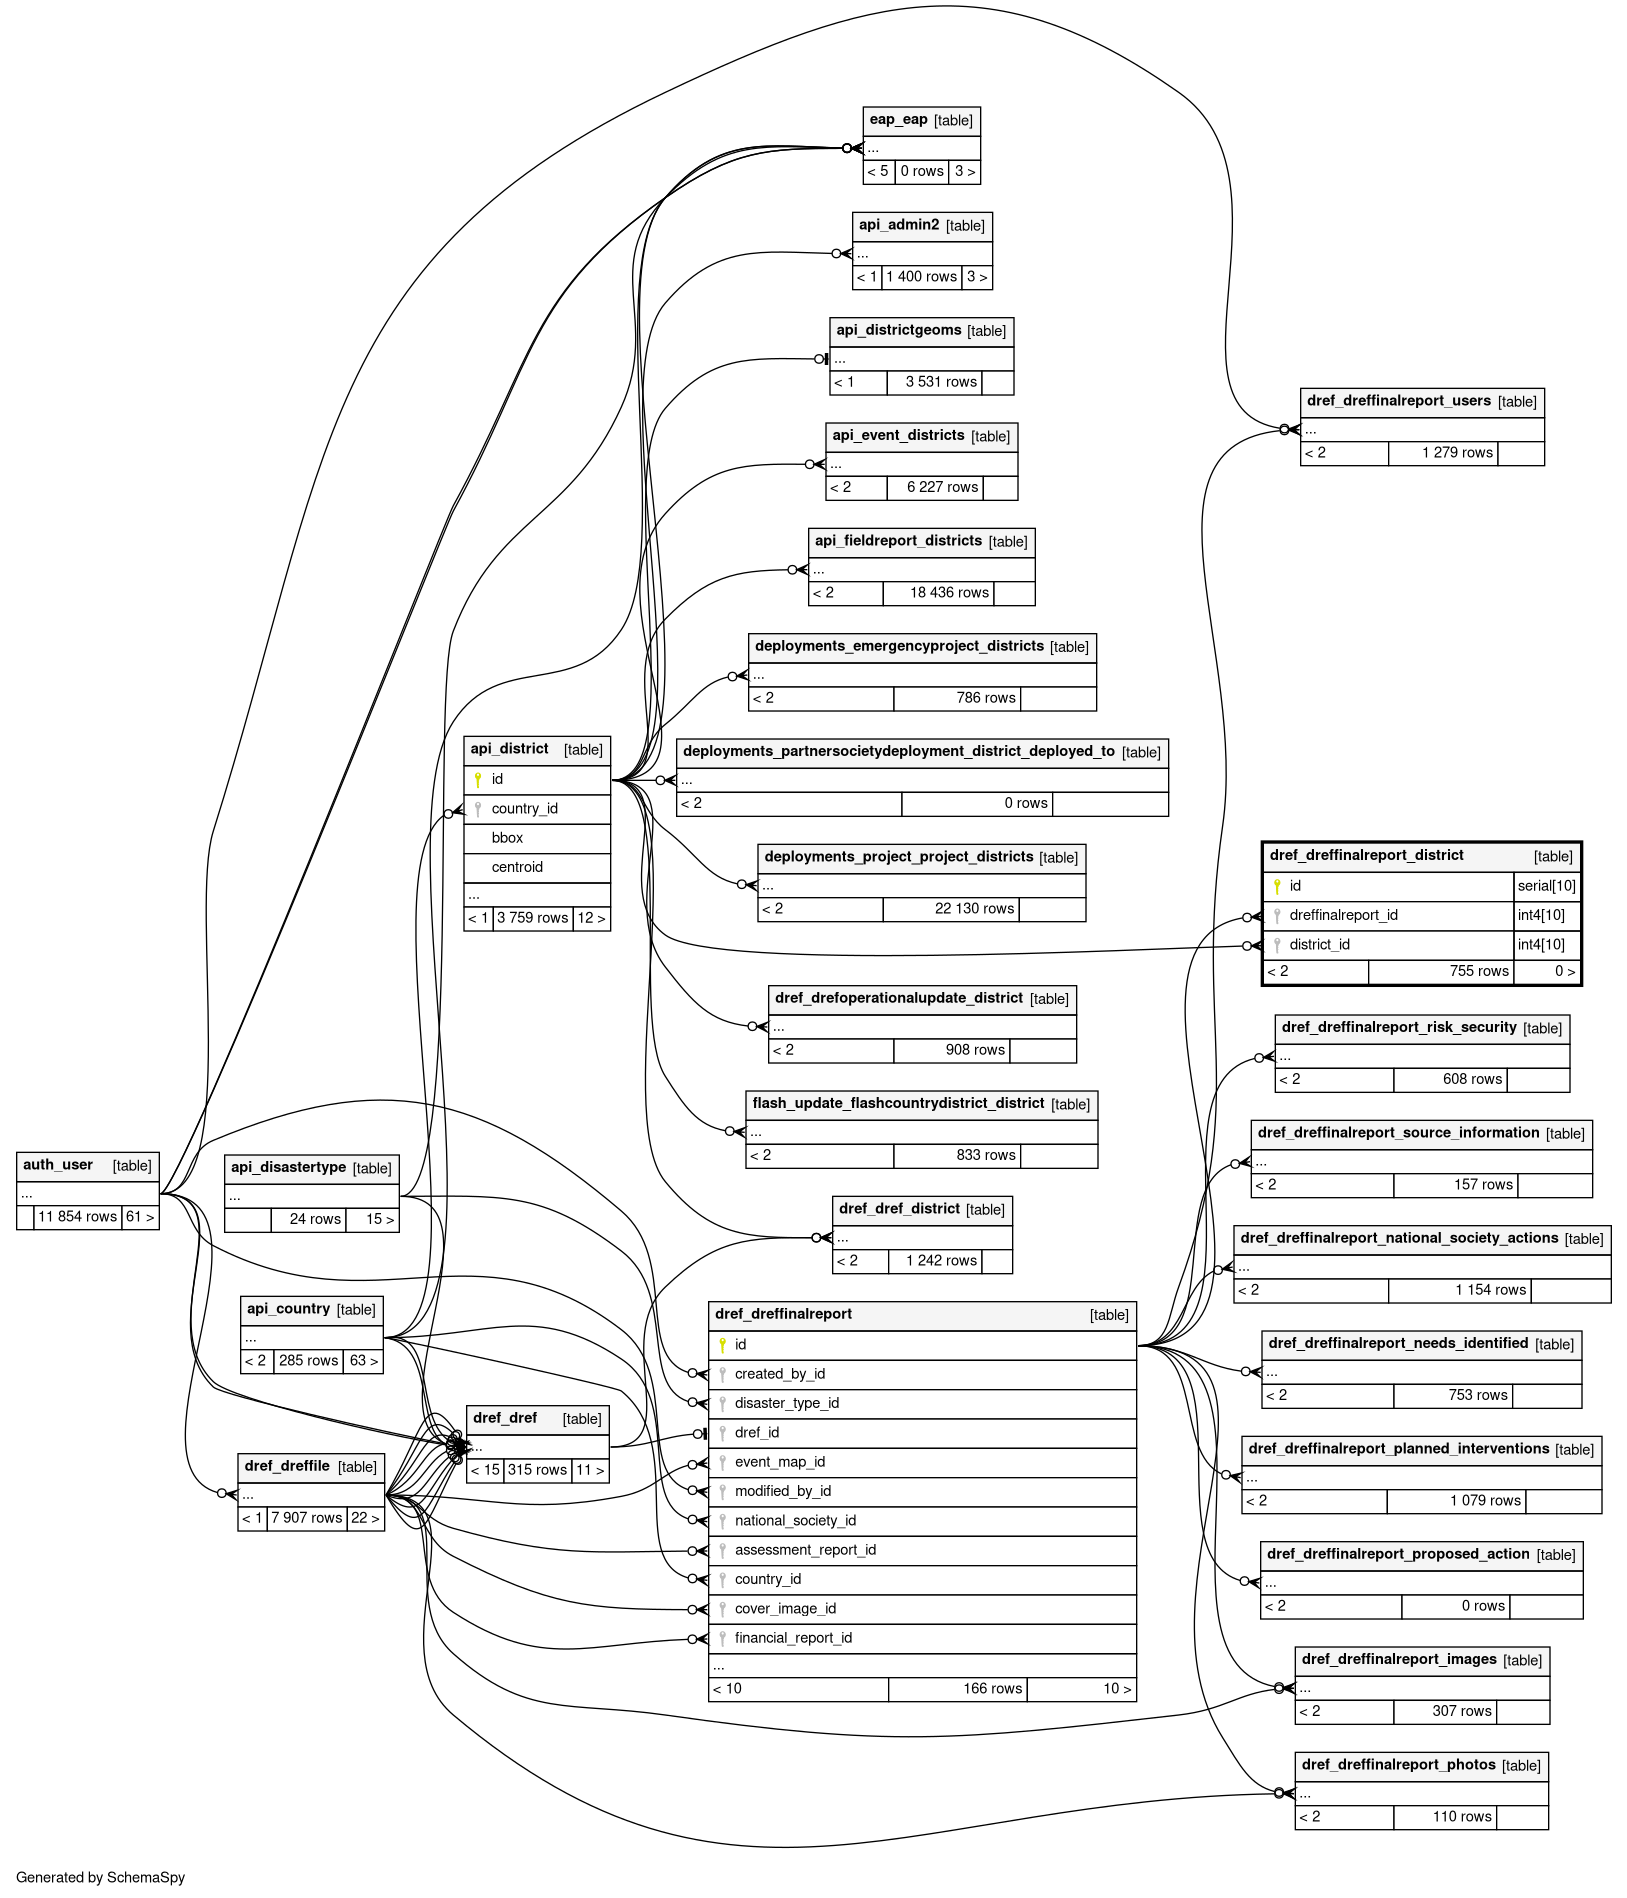 eap_eap [table]
...
< 5 0 rows 3 >
api_admin2 [table]
...
< 1 1 400 rows 3 >
api_districtgeoms [table]
...
< 1 3 531 rows
api_event_districts [table]
...
< 2 6 227 rows
api_fieldreport_districts [table]
...
< 2 18 436 rows
deployments_emergencyproject_districts [table]
...
< 2 786 rows
deployments_partnersocietydeployment_district_deployed_to [table]
...
< 2 0 rows
deployments_project_project_districts [table]
...
< 2 22 130 rows
dref_drefoperationalupdate_district [table]
...
< 2 908 rows
flash_update_flashcountrydistrict_district [table]
...
< 2 833 rows
dref_dref_district [table]
...
< 2 1 242 rows
api_district [table]
id
country_id
bbox
centroid
...
< 1 3 759 rows 12 >
auth_user [table]
...
11 854 rows 61 >
api_disastertype [table]
...
24 rows 15 >
api_country [table]
...
< 2 285 rows 63 >
dref_dreffile [table]
...
< 1 7 907 rows 22 >
dref_dref [table]
...
< 15 315 rows 11 >
dref_dreffinalreport [table]
id
created_by_id
disaster_type_id
dref_id
event_map_id
modified_by_id
national_society_id
assessment_report_id
country_id
cover_image_id
financial_report_id
...
< 10 166 rows 10 >
dref_dreffinalreport_users [table]
...
< 2 1 279 rows
dref_dreffinalreport_district [table]
id serial[10]
dreffinalreport_id int4[10]
district_id int4[10]
< 2 755 rows 0 >
dref_dreffinalreport_risk_security [table]
...
< 2 608 rows
dref_dreffinalreport_source_information [table]
...
< 2 157 rows
dref_dreffinalreport_national_society_actions [table]
...
< 2 1 154 rows
dref_dreffinalreport_needs_identified [table]
...
< 2 753 rows
dref_dreffinalreport_planned_interventions [table]
...
< 2 1 079 rows
dref_dreffinalreport_proposed_action [table]
...
< 2 0 rows
dref_dreffinalreport_images [table]
...
< 2 307 rows
dref_dreffinalreport_photos [table]
...
< 2 110 rows
Generated by SchemaSpy